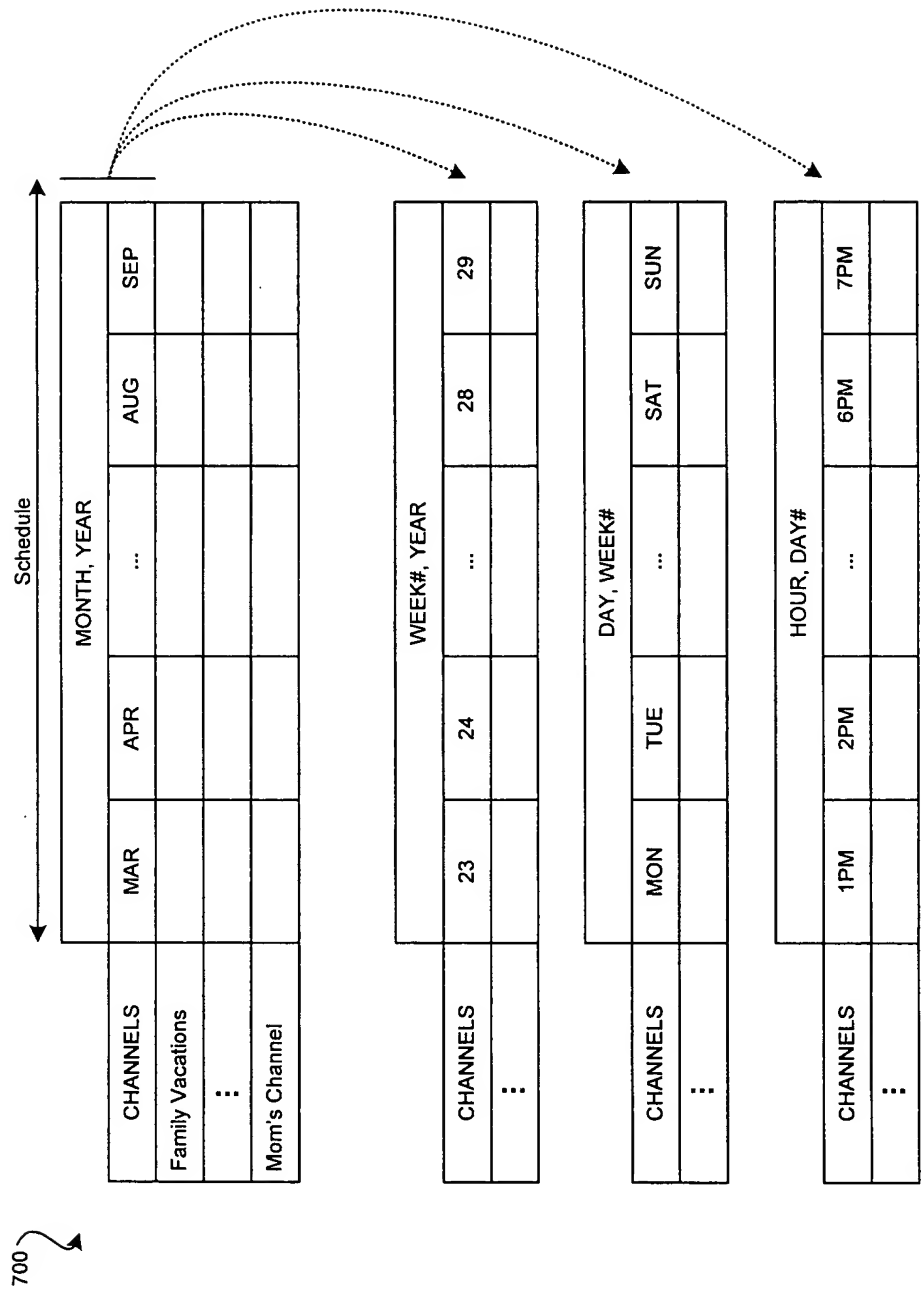 700
Schedule
MONTH, YEAR
CHANNELS MAR APR ... AUG SEP
Family Vacations
...
Mom's Channel
WEEK#, YEAR
CHANNELS 23 24 ... 28 29
...
DAY, WEEK#
CHANNELS MON TUE ... SAT SUN
...
HOUR, DAY#
CHANNELS 1PM 2PM ... 6PM 7PM
...